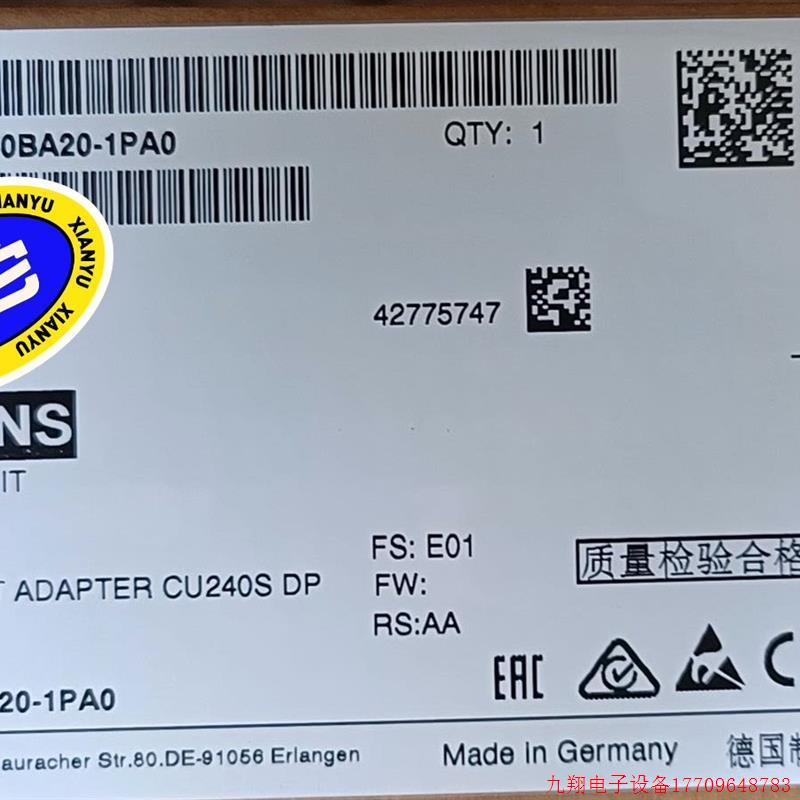 0BA20-1PA0
QTY: 1
IANYU XIANYU XIANYU
42775747
NS
IT
T ADAPTER CU240S DP
FS: E01
FW:
RS:AA
质量检验合格
EAC
20-1PA0
auracher Str.80.DE-91056 Erlangen
Made in Germany
德国制
九翔电子设备17709648783